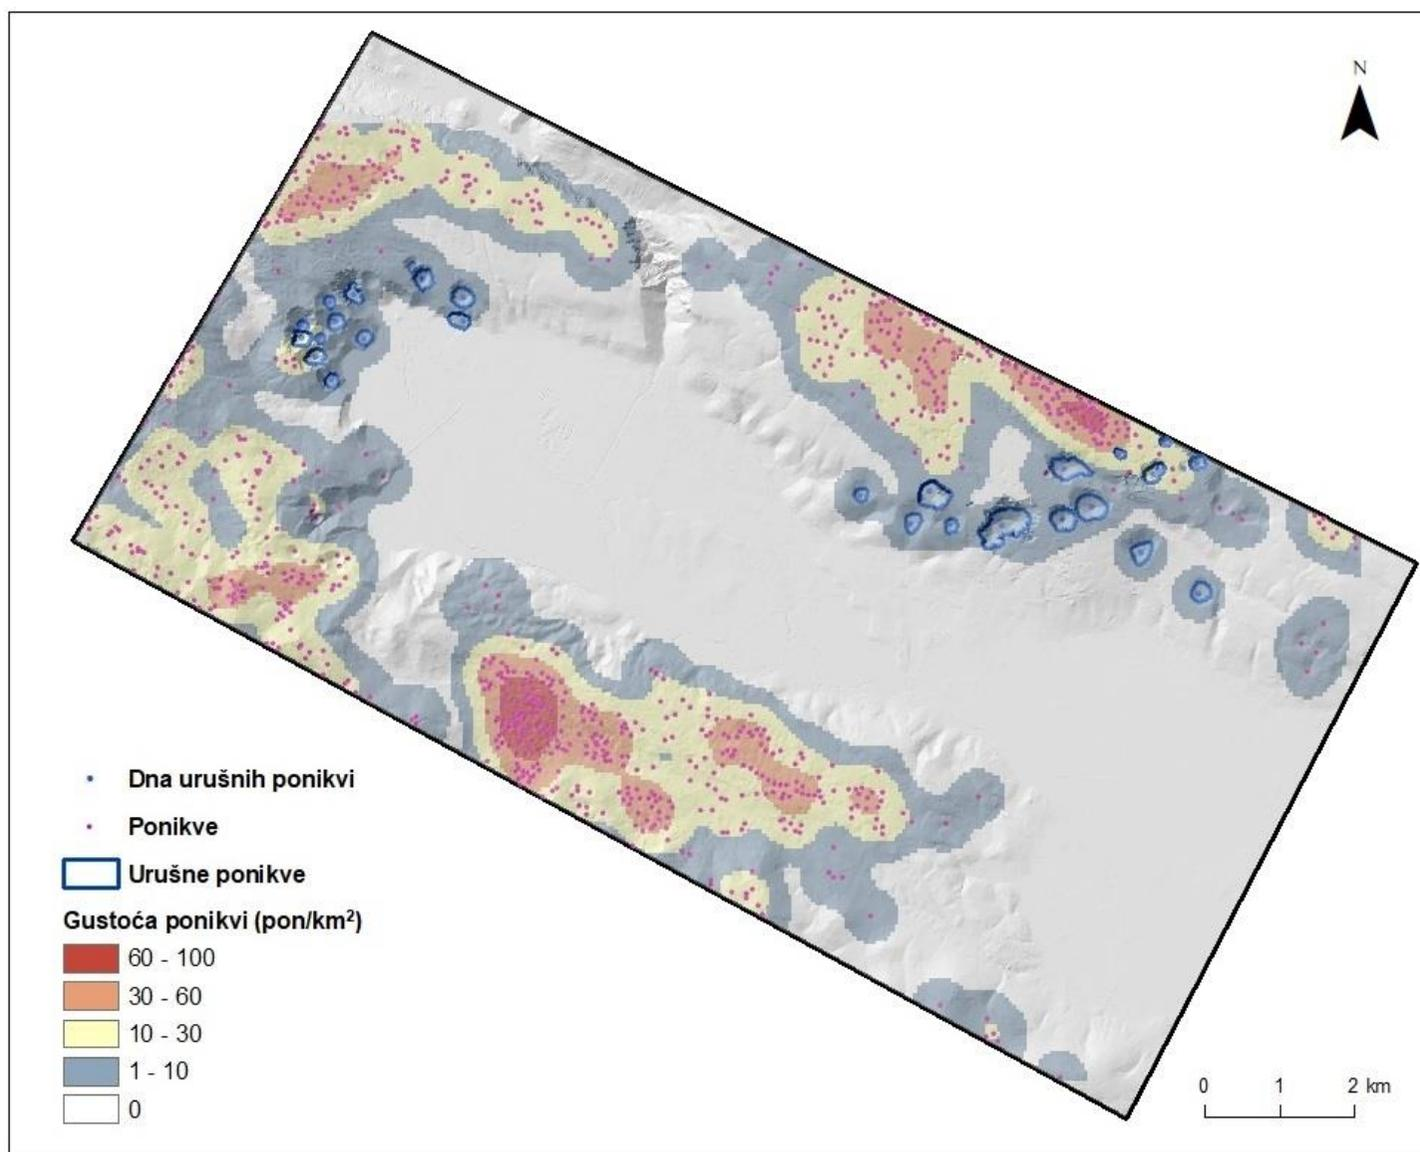 N
Dna urušnih ponikvi
Ponikve
Urušne ponikve
Gustoća ponikvi (pon/km²)
60 - 100
30 - 60
10 - 30
1 - 10
0
0 1 2 km